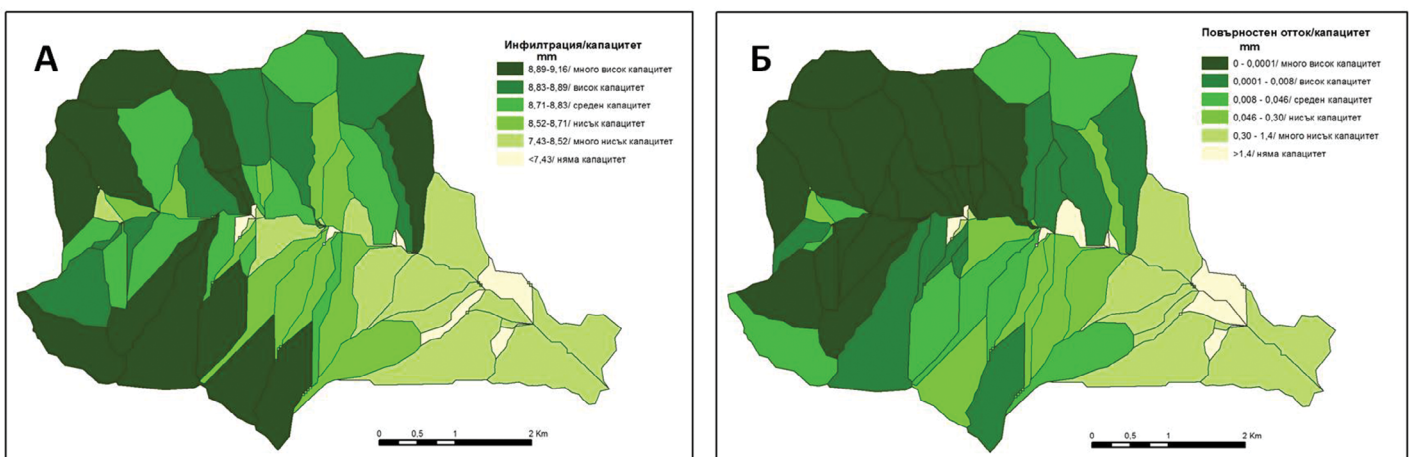 А
Инфилтрация/капацитет
mm
8,89-9,16/ много висок капацитет
8,83-8,89/ висок капацитет
8,71-8,83/ среден капацитет
8,52-8,71/ нисък капацитет
7,43-8,52/ много нисък капацитет
<7,43/ няма капацитет
0 0,5 1 2 Km
Б
Повърностен отток/капацитет
mm
0 - 0,0001/ много висок капацитет
0,0001 - 0,008/ висок капацитет
0,008 - 0,046/ среден капацитет
0,046 - 0,30/ нисък капацитет
0,30 - 1,4/ много нисък капацитет
>1,4/ няма капацитет
0 0,5 1 2 Km